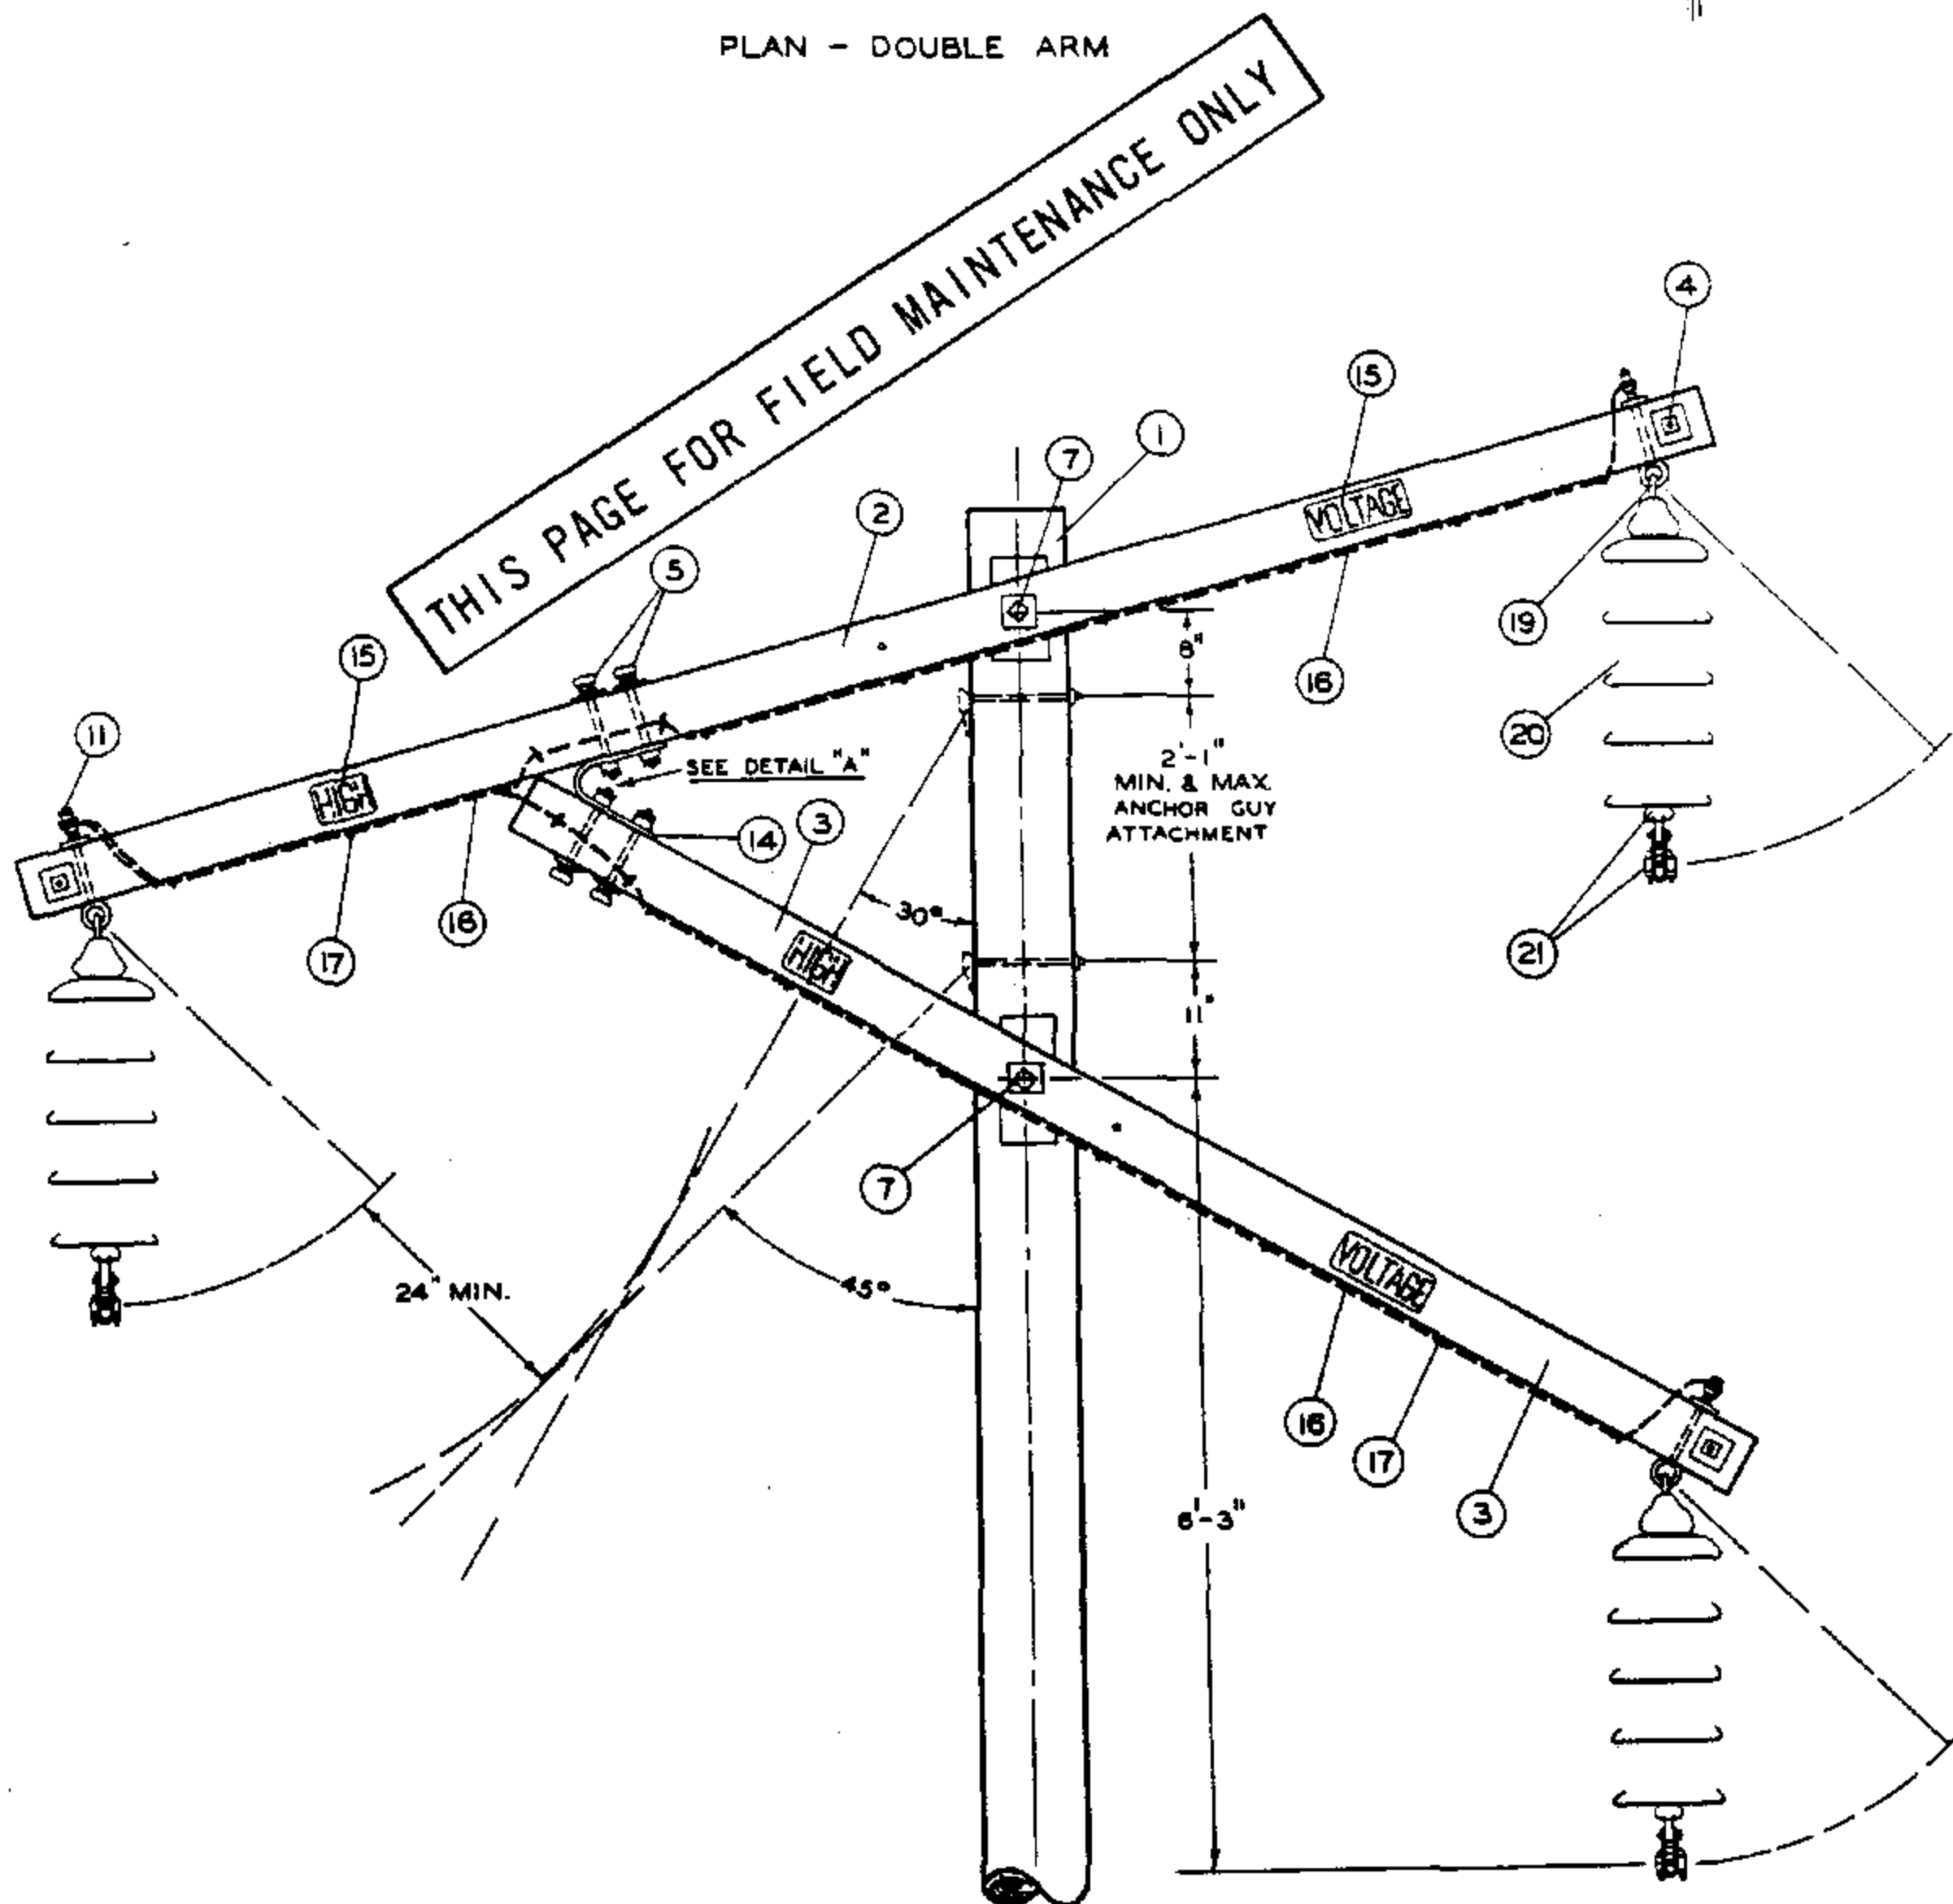 PLAN - DOUBLE ARM
THIS PAGE FOR FIELD MAINTENANCE ONLY
4
15
1
7
2
VOLTAGE
5
19
8"
15
16
20
11
2'-1"
MIN. & MAX.
ANCHOR GUY
ATTACHMENT
SEE DETAIL "A"
HIGH
14
3
30°
16
17
HIGH
21
11"
7
VOLTAGE
45°
24" MIN.
16
17
3
6'-3"